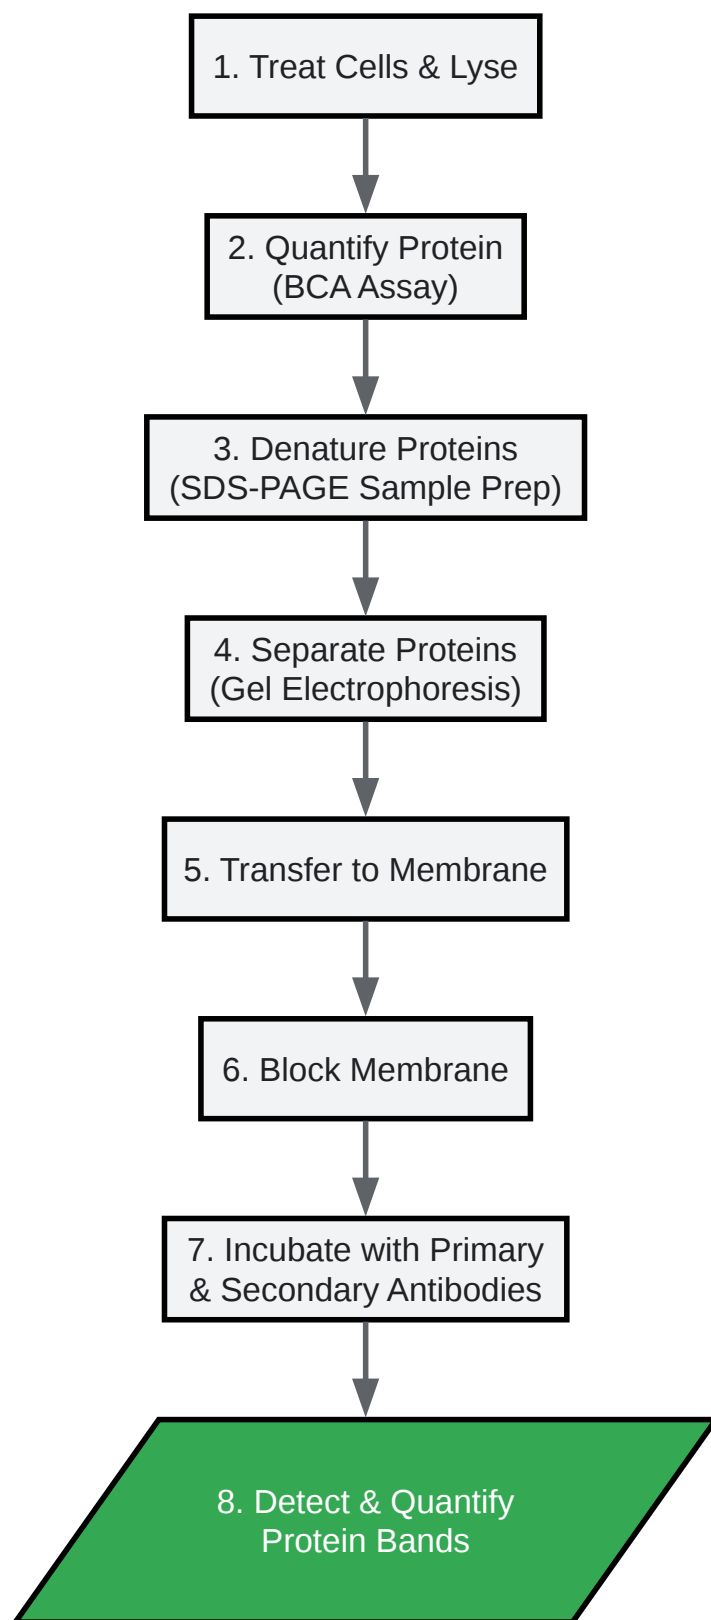 1. Treat Cells & Lyse
2. Quantify Protein
(BCA Assay)
3. Denature Proteins
(SDS-PAGE Sample Prep)
4. Separate Proteins
(Gel Electrophoresis)
5. Transfer to Membrane
6. Block Membrane
7. Incubate with Primary
& Secondary Antibodies
8. Detect & Quantify
Protein Bands